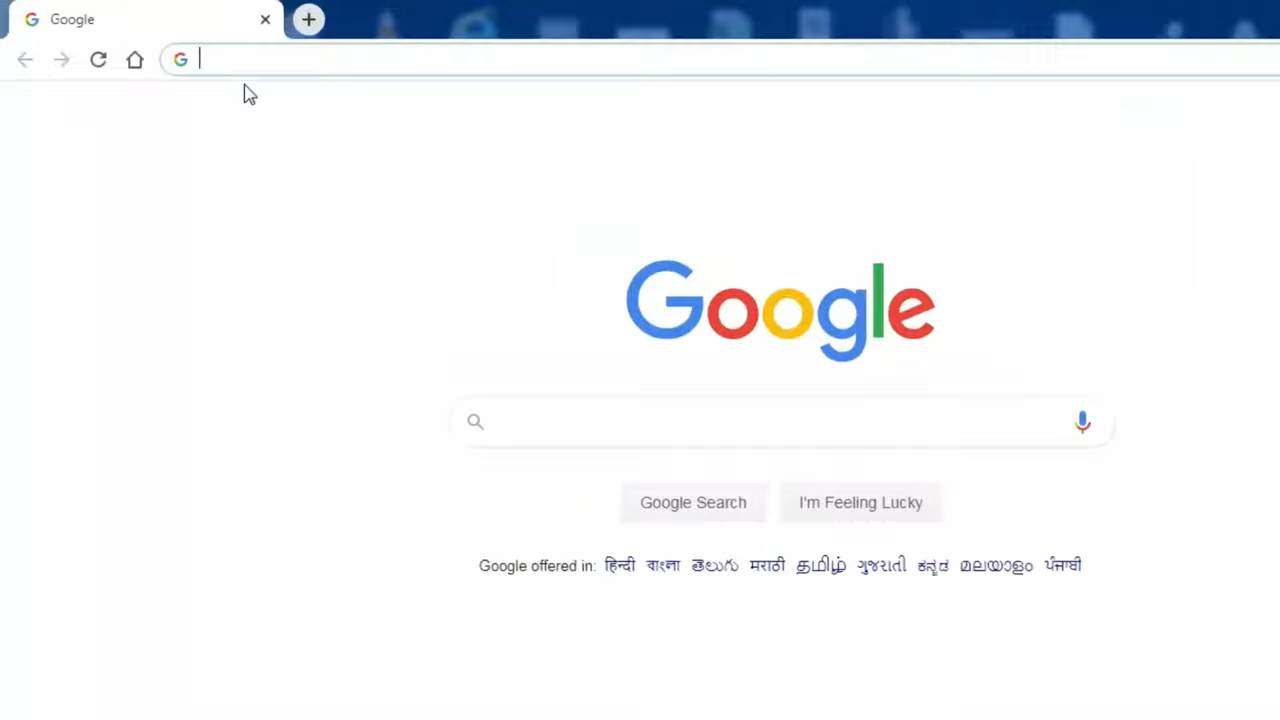 Google
Google
Google Search
I'm Feeling Lucky
Google offered in: हिन्दी বাংলা తెలుగు मराठी தமிழ் ગુજરાતી ಕನ್ನಡ മലയാളം ਪੰਜਾਬੀ